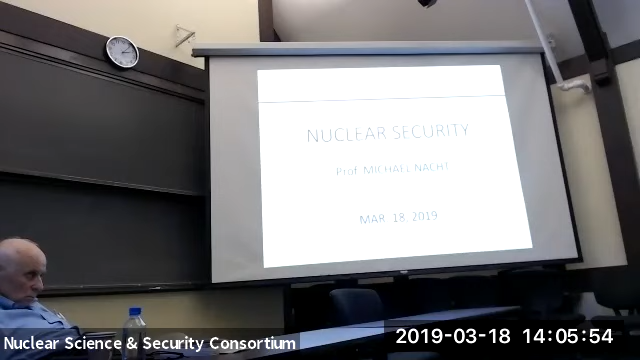 NUCLEAR SECURITY
Prof. MICHAEL NACHT
MAR. 18, 2019
Nuclear Science & Security Consortium
2019-03-18 14:05:54